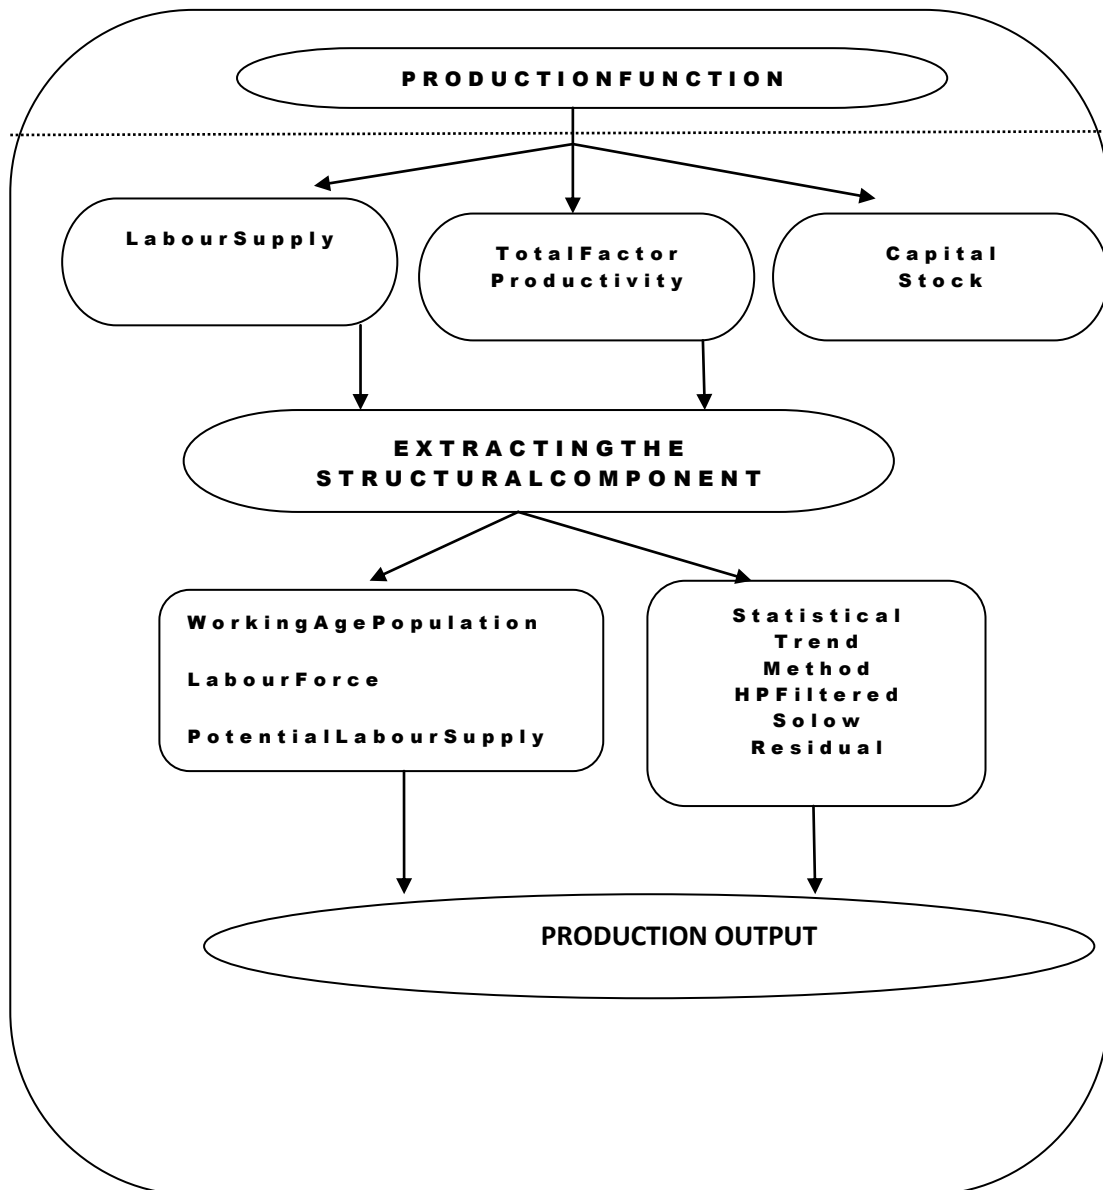 PRODUCTIONFUNCTION
LabourSupply
TotalFactor
Productivity
Capital
Stock
EXTRACTINGTHE
STRUCTURALCOMPONENT
WorkingAgePopulation
LabourForce
PotentialLabourSupply
Statistical
Trend
Method
HPFiltered
Solow
Residual
PRODUCTION OUTPUT